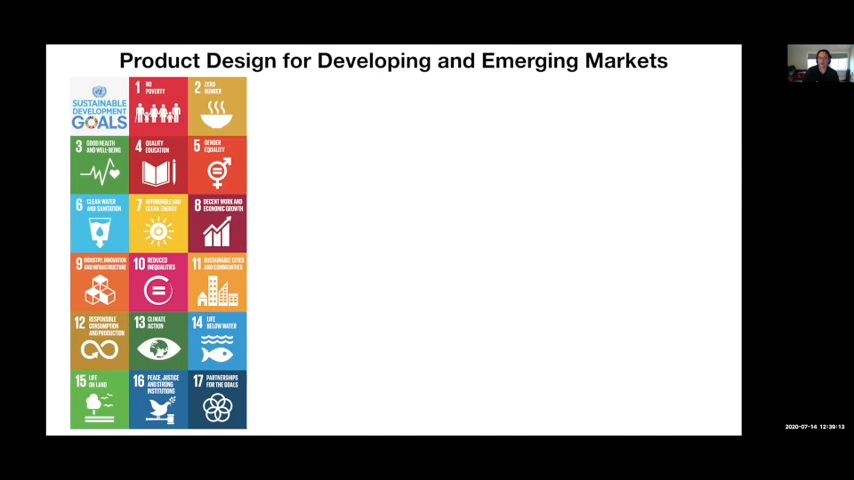 Product Design for Developing and Emerging Markets
SUSTAINABLE
DEVELOPMENT
GOALS
1 NO
POVERTY
2 ZERO
HUNGER
3 GOOD HEALTH
AND WELL-BEING
4 QUALITY
EDUCATION
5 GENDER
EQUALITY
6 CLEAN WATER
AND SANITATION
7 AFFORDABLE AND
CLEAN ENERGY
8 DECENT WORK AND
ECONOMIC GROWTH
9 INDUSTRY, INNOVATION
AND INFRASTRUCTURE
10 REDUCED
INEQUALITIES
11 SUSTAINABLE CITIES
AND COMMUNITIES
12 RESPONSIBLE
CONSUMPTION
AND PRODUCTION
13 CLIMATE
ACTION
14 LIFE
BELOW WATER
15 LIFE
ON LAND
16 PEACE, JUSTICE
AND STRONG
INSTITUTIONS
17 PARTNERSHIPS
FOR THE GOALS
2020-07-14 12:39:13